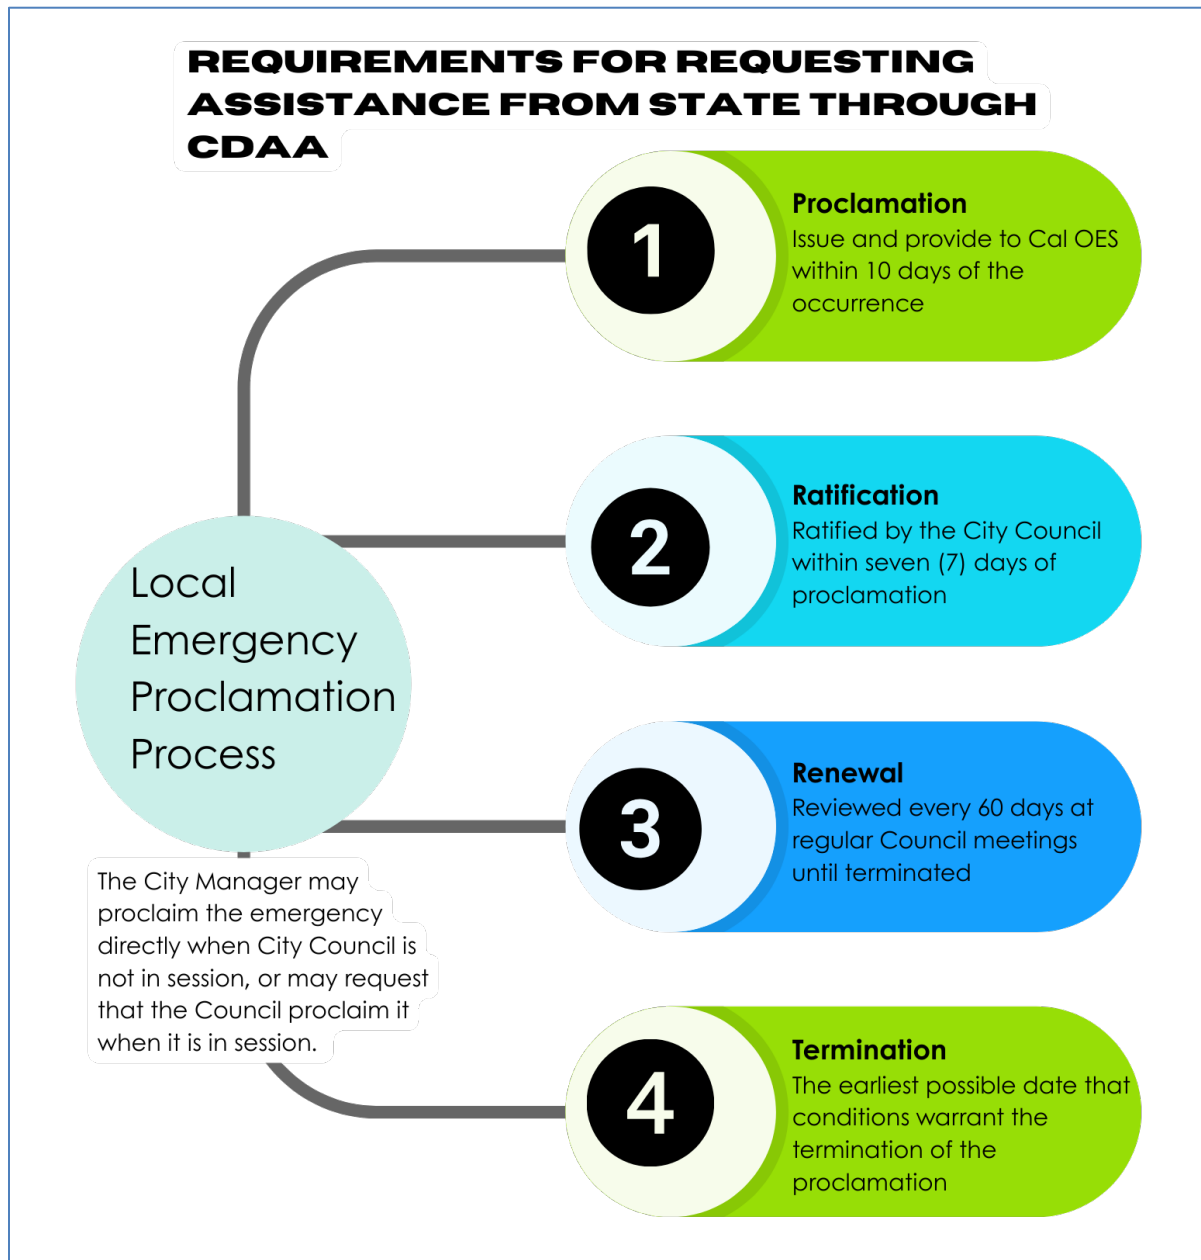 REQUIREMENTS FOR REQUESTING
ASSISTANCE FROM STATE THROUGH
CDAA
1
Proclamation
Issue and provide to Cal OES
within 10 days of the
occurrence
2
Ratification
Ratified by the City Council
within seven (7) days of
proclamation
Local
Emergency
Proclamation
Process
3
Renewal
Reviewed every 60 days at
regular Council meetings
until terminated
The City Manager may
proclaim the emergency
directly when City Council is
not in session, or may request
that the Council proclaim it
when it is in session.
4
Termination
The earliest possible date that
conditions warrant the
termination of the
proclamation